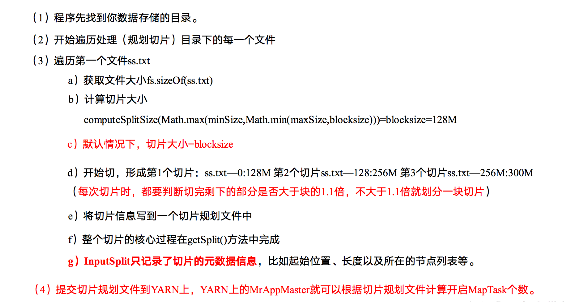 （1）程序先找到你数据存储的目录。
（2）开始遍历处理（规划切片）目录下的每一个文件
（3）遍历第一个文件ss.txt
a）获取文件大小fs.sizeOf(ss.txt)
b）计算切片大小
computeSplitSize(Math.max(minSize,Math.min(maxSize,blocksize)))=blocksize=128M
c）默认情况下，切片大小=blocksize
d）开始切，形成第1个切片：ss.txt—0:128M 第2个切片ss.txt—128:256M 第3个切片ss.txt—256M:300M
（每次切片时，都要判断切完剩下的部分是否大于块的1.1倍，不大于1.1倍就划分一块切片）
e）将切片信息写到一个切片规划文件中
f）整个切片的核心过程在getSplit()方法中完成
g）InputSplit只记录了切片的元数据信息，比如起始位置、长度以及所在的节点列表等。
（4）提交切片规划文件到YARN上，YARN上的MrAppMaster就可以根据切片规划文件计算开启MapTask个数。